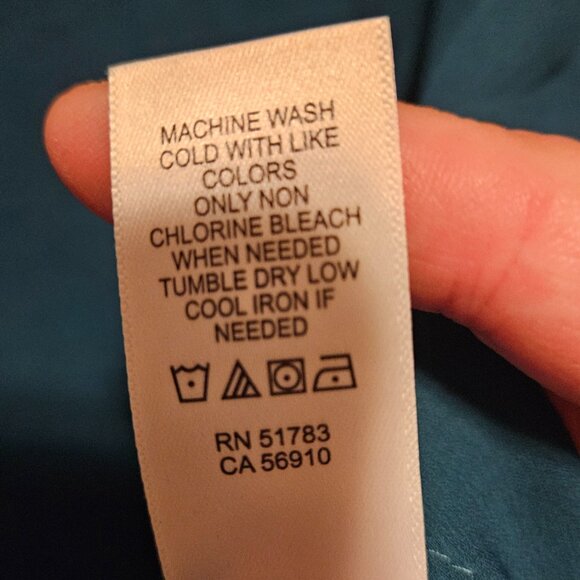 MACHINE WASH
COLD WITH LIKE
COLORS
ONLY NON
CHLORINE BLEACH
WHEN NEEDED
TUMBLE DRY LOW
COOL IRON IF
NEEDED
RN 51783
CA 56910